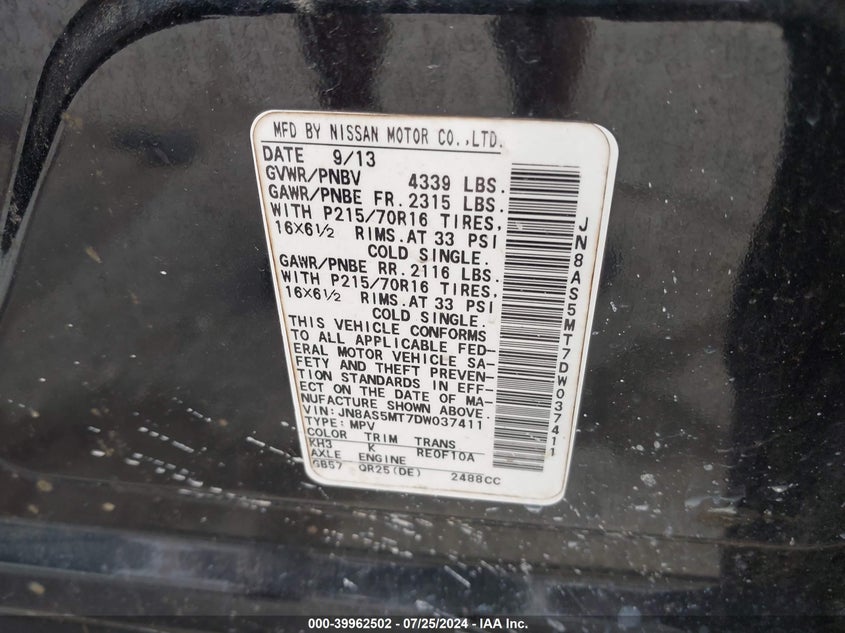 MFD BY NISSAN MOTOR CO.,LTD.
DATE 9/13
GVWR/PNBV 4339 LBS.
GAWR/PNBE FR. 2315 LBS.
WITH P215/70R16 TIRES,
16X6½ RIMS.AT 33 PSI
COLD SINGLE.
GAWR/PNBE RR. 2116 LBS.
WITH P215/70R16 TIRES,
16X6½ RIMS.AT 33 PSI
COLD SINGLE.
THIS VEHICLE CONFORMS
TO ALL APPLICABLE FED-
ERAL MOTOR VEHICLE SA-
FETY AND THEFT PREVEN-
TION STANDARDS IN EFF-
ECT ON THE DATE OF MA-
NUFACTURE SHOWN ABOVE.
VIN: JN8AS5MT7DW037411
TYPE: MPV
COLOR TRIM TRANS
KH3 K RE0F10A
AXLE ENGINE
GB57 QR25(DE) 2488CC
JN8AS5MT7DW037411
000-39962502 / 07/25/2024 / IAA Inc.